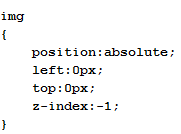 img
{
    position:absolute;
    left:0px;
    top:0px;
    z-index:-1;
}